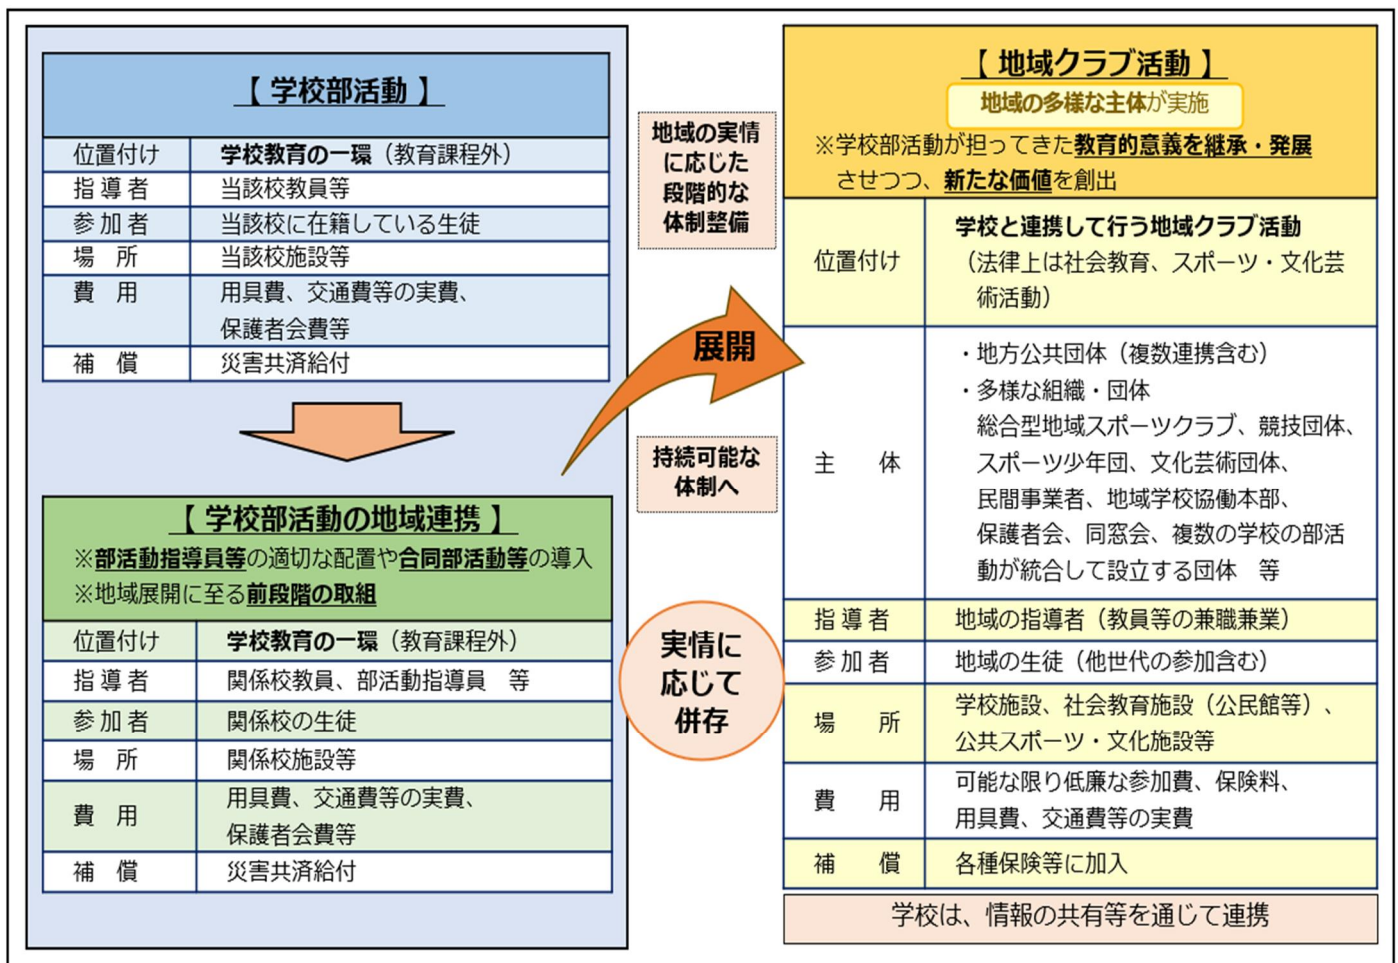 【 学校部活動 】
位置付け 学校教育の一環（教育課程外）
指 導 者 当該校教員等
参 加 者 当該校に在籍している生徒
場　所 当該校施設等
費　用 用具費、交通費等の実費、
保護者会費等
補　償 災害共済給付
【 学校部活動の地域連携 】
※部活動指導員等の適切な配置や合同部活動等の導入
※地域展開に至る前段階の取組
位置付け 学校教育の一環（教育課程外）
指 導 者 関係校教員、部活動指導員　等
参 加 者 関係校の生徒
場　所 関係校施設等
費　用 用具費、交通費等の実費、
保護者会費等
補　償 災害共済給付
地域の実情
に応じた
段階的な
体制整備
展開
持続可能な
体制へ
実情に
応じて
併存
【 地域クラブ活動 】
地域の多様な主体が実施
※学校部活動が担ってきた教育的意義を継承・発展
させつつ、新たな価値を創出
位置付け 学校と連携して行う地域クラブ活動
（法律上は社会教育、スポーツ・文化芸
術活動）
主　体 ・地方公共団体（複数連携含む）
・多様な組織・団体
総合型地域スポーツクラブ、競技団体、
スポーツ少年団、文化芸術団体、
民間事業者、地域学校協働本部、
保護者会、同窓会、複数の学校の部活
動が統合して設立する団体　等
指 導 者 地域の指導者（教員等の兼職兼業）
参 加 者 地域の生徒（他世代の参加含む）
場　所 学校施設、社会教育施設（公民館等）、
公共スポーツ・文化施設等
費　用 可能な限り低廉な参加費、保険料、
用具費、交通費等の実費
補　償 各種保険等に加入
学校は、情報の共有等を通じて連携